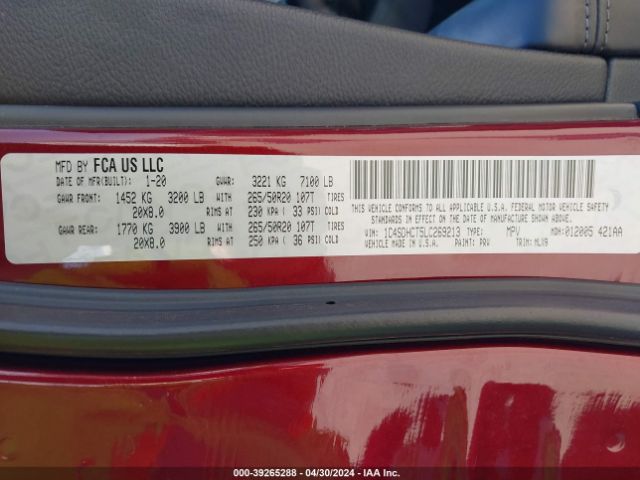 MFD BY FCA US LLC
DATE OF MFR(BUILT): 1-20 GVWR: 3221 KG 7100 LB
GAWR FRONT: 1452 KG 3200 LB WITH 265/50R20 107T TIRES
20X8.0 RIMS AT 230 KPA ( 33 PSI) COLD
GAWR REAR: 1770 KG 3900 LB WITH 265/50R20 107T TIRES
20X8.0 RIMS AT 250 KPA ( 36 PSI) COLD
THIS VEHICLE CONFORMS TO ALL APPLICABLE U.S.A. FEDERAL MOTOR VEHICLE SAFETY
STANDARDS IN EFFECT ON THE DATE OF MANUFACTURE SHOWN ABOVE.
VIN: 1C4SDHCT5LC269213 TYPE: MPV MDH: 012005 421AA
VEHICLE MADE IN U.S.A. PAINT: PRV TRIM: MLX9
000-39265288 - 04/30/2024 - IAA Inc.